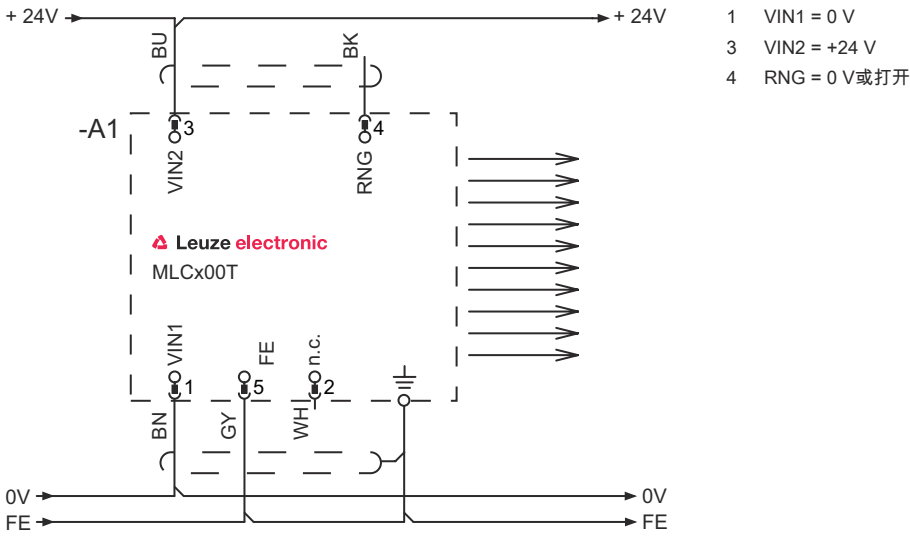 + 24V
+ 24V
1 VIN1 = 0 V
3 VIN2 = +24 V
4 RNG = 0 V或打开
BU
BK
-A1
3
4
VIN2
RNG
Leuze electronic
MLCx00T
VIN1
FE
n.c.
1
5
2
BN
GY
WH
0V
0V
FE
FE